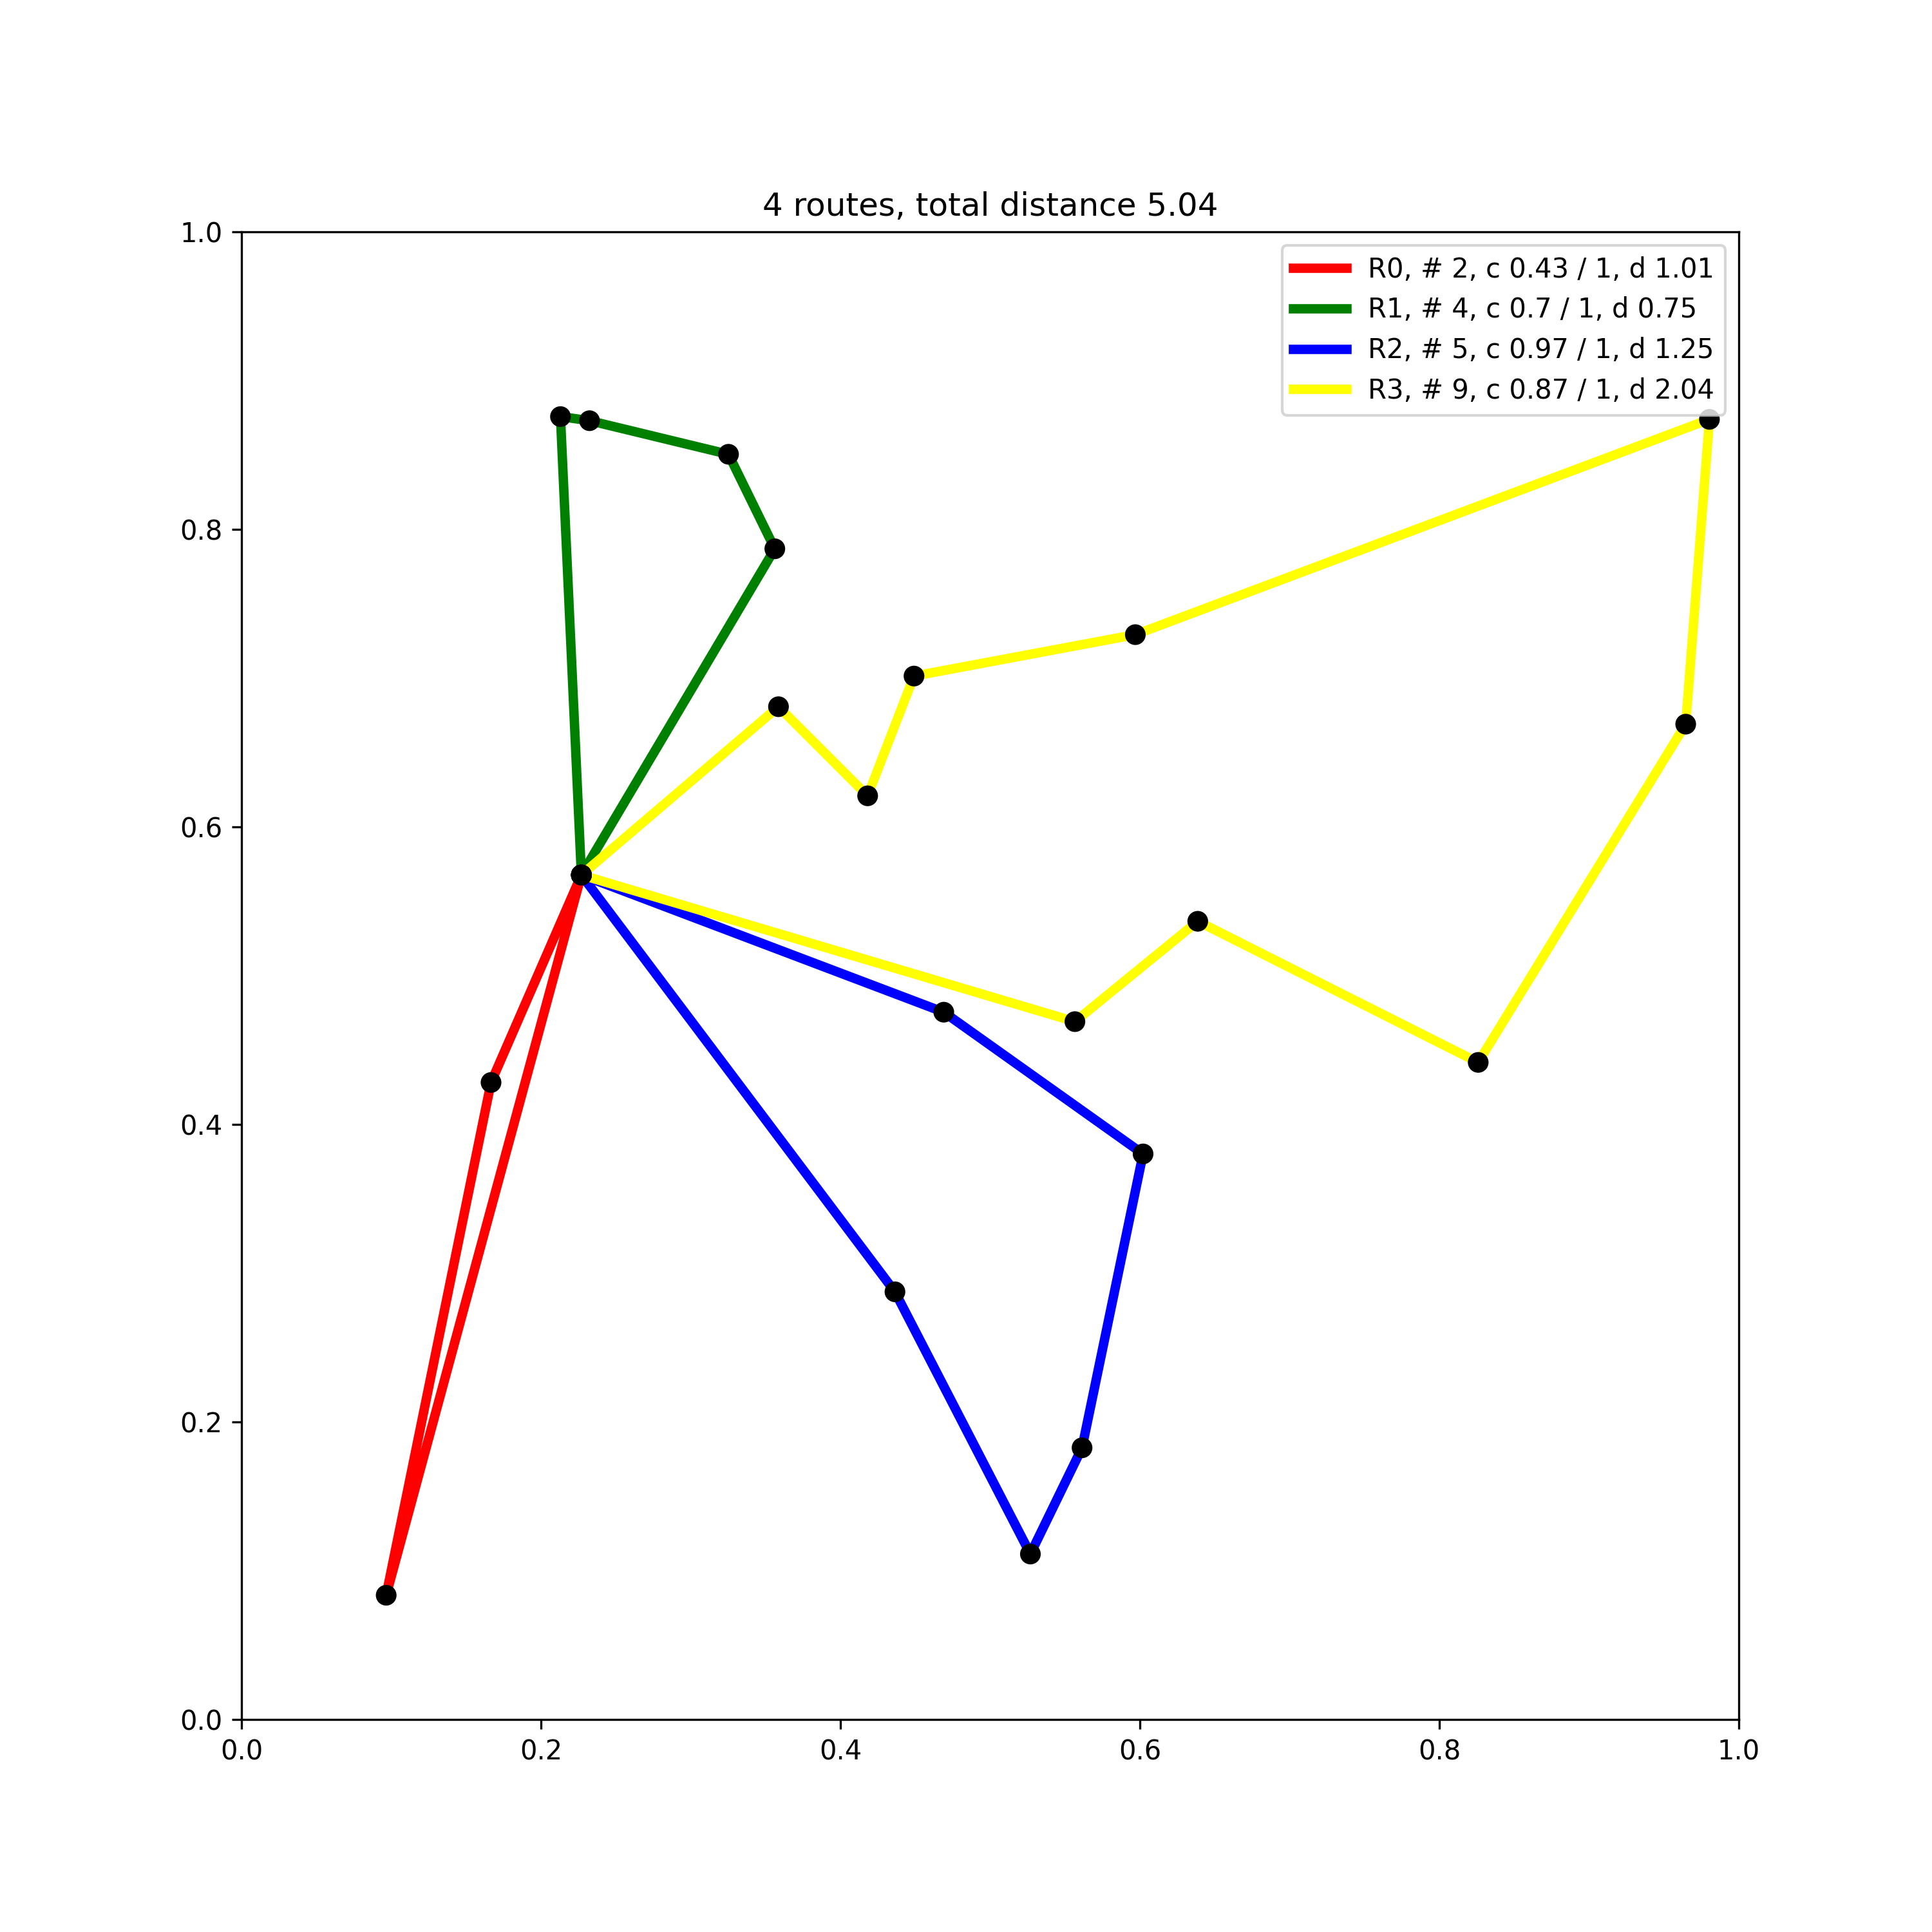 4 routes, total distance 5.04
R0, # 2, c 0.43 / 1, d 1.01
R1, # 4, c 0.7 / 1, d 0.75
R2, # 5, c 0.97 / 1, d 1.25
R3, # 9, c 0.87 / 1, d 2.04
1.0
0.8
0.6
0.4
0.2
0.0
0.0 0.2 0.4 0.6 0.8 1.0